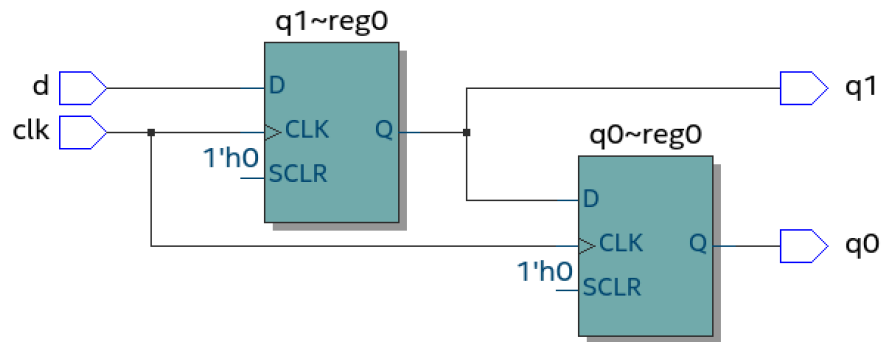 q1~reg0
d
D
q1
clk
CLK
Q
1'h0
SCLR
q0~reg0
D
CLK
Q
q0
1'h0
SCLR